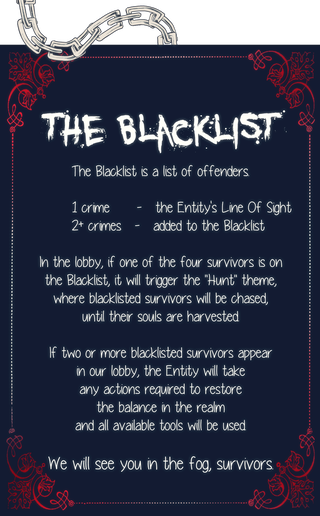 THE BLACKLIST
The Blacklist is a list of offenders.
1 crime - the Entity's Line Of Sight
2+ crimes - added to the Blacklist
In the lobby, if one of the four survivors is on
the Blacklist, it will trigger the "Hunt" theme,
where blacklisted survivors will be chased,
until their souls are harvested.
If two or more blacklisted survivors appear
in our lobby, the Entity will take
any actions required to restore
the balance in the realm
and all available tools will be used.
We will see you in the fog, survivors.